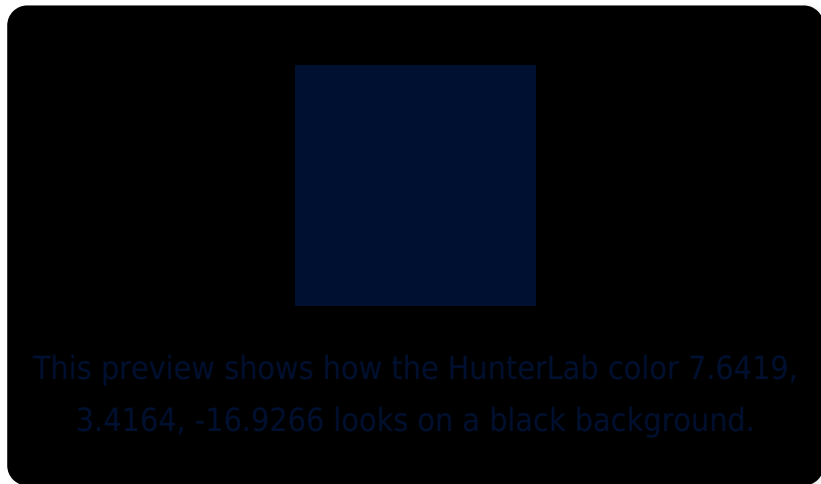 This preview shows how the HunterLab color 7.6419,
3.4164, -16.9266 looks on a black background.